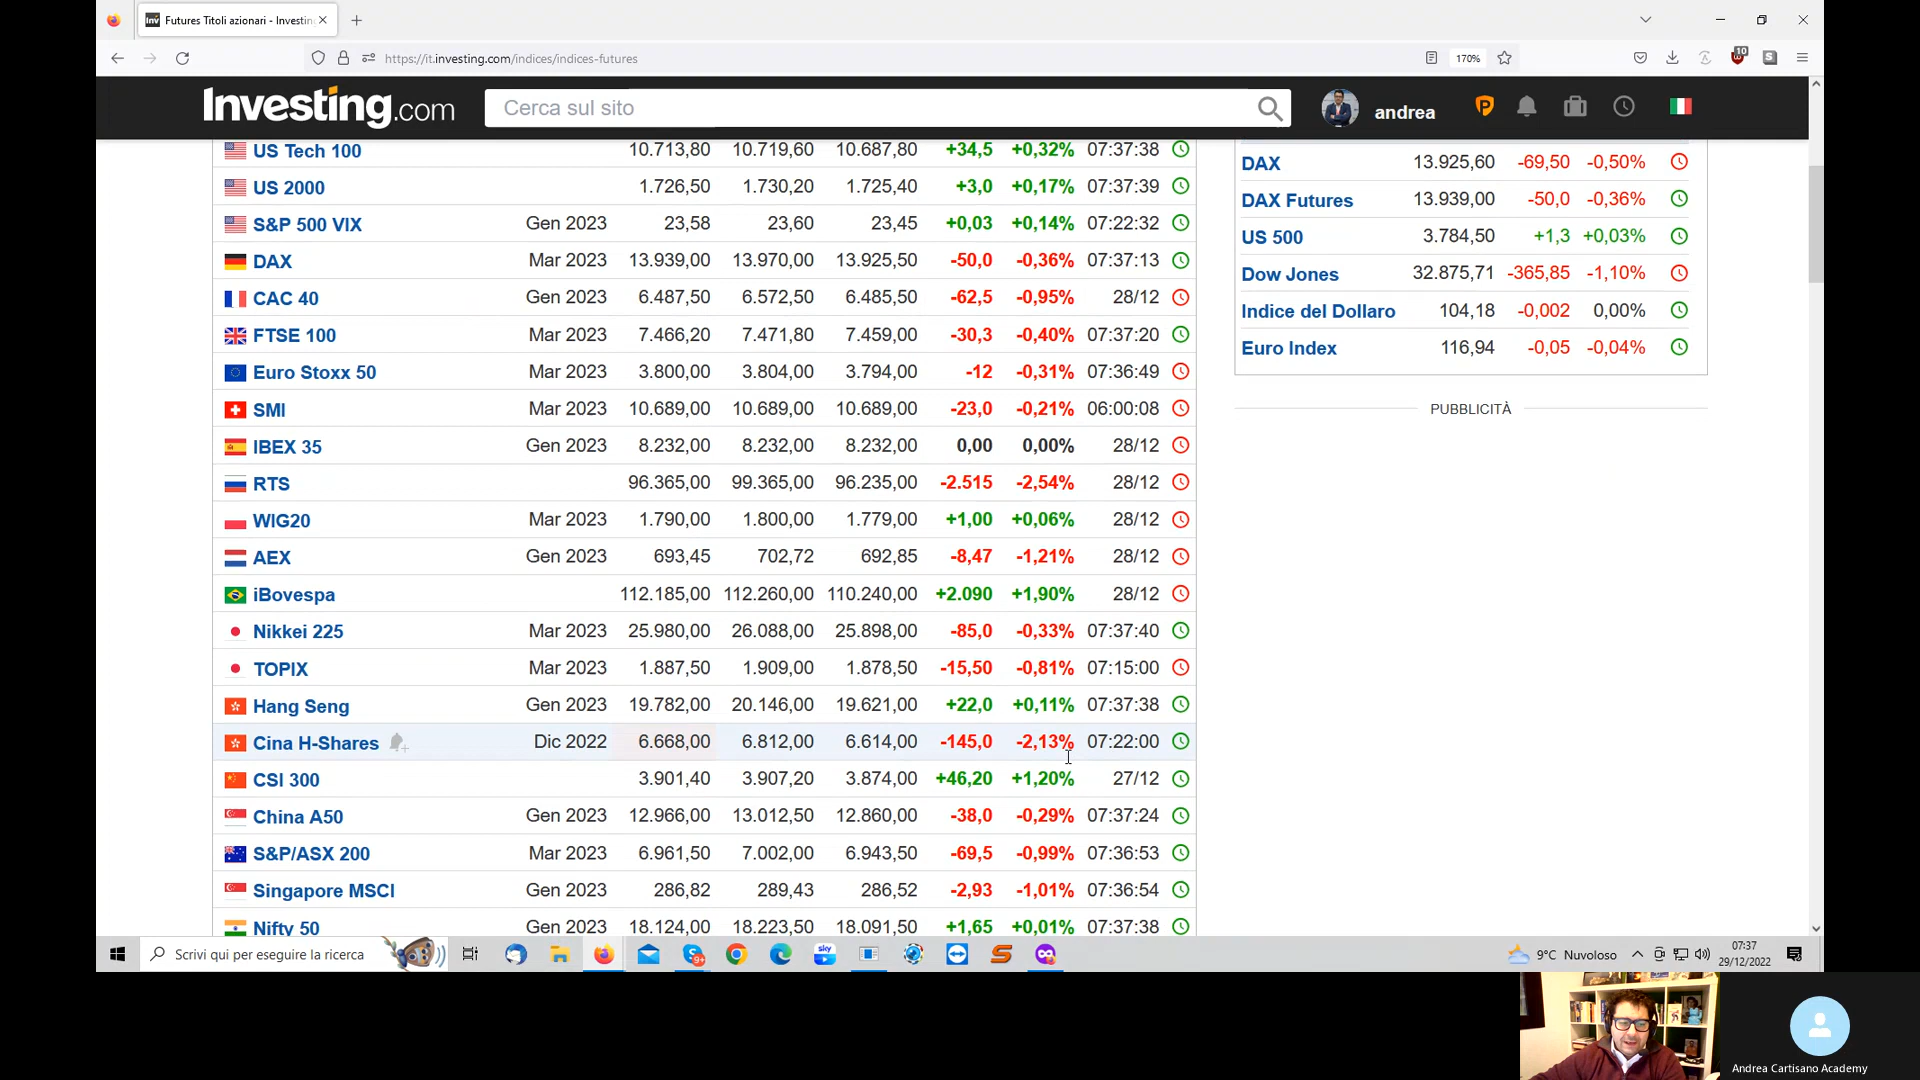 Futures Titoli azionari - Investin
https://it.investing.com/indices/indices-futures
170%
10
S
Investing.com
Cerca sul sito
andrea
US Tech 100 10.713,80 10.719,60 10.687,80 +34,5 +0,32% 07:37:38
US 2000 1.726,50 1.730,20 1.725,40 +3,0 +0,17% 07:37:39
S&P 500 VIX Gen 2023 23,58 23,60 23,45 +0,03 +0,14% 07:22:32
DAX Mar 2023 13.939,00 13.970,00 13.925,50 -50,0 -0,36% 07:37:13
CAC 40 Gen 2023 6.487,50 6.572,50 6.485,50 -62,5 -0,95% 28/12
FTSE 100 Mar 2023 7.466,20 7.471,80 7.459,00 -30,3 -0,40% 07:37:20
Euro Stoxx 50 Mar 2023 3.800,00 3.804,00 3.794,00 -12 -0,31% 07:36:49
SMI Mar 2023 10.689,00 10.689,00 10.689,00 -23,0 -0,21% 06:00:08
IBEX 35 Gen 2023 8.232,00 8.232,00 8.232,00 0,00 0,00% 28/12
RTS 96.365,00 99.365,00 96.235,00 -2.515 -2,54% 28/12
WIG20 Mar 2023 1.790,00 1.800,00 1.779,00 +1,00 +0,06% 28/12
AEX Gen 2023 693,45 702,72 692,85 -8,47 -1,21% 28/12
iBovespa 112.185,00 112.260,00 110.240,00 +2.090 +1,90% 28/12
Nikkei 225 Mar 2023 25.980,00 26.088,00 25.898,00 -85,0 -0,33% 07:37:40
TOPIX Mar 2023 1.887,50 1.909,00 1.878,50 -15,50 -0,81% 07:15:00
Hang Seng Gen 2023 19.782,00 20.146,00 19.621,00 +22,0 +0,11% 07:37:38
Cina H-Shares Dic 2022 6.668,00 6.812,00 6.614,00 -145,0 -2,13% 07:22:00
CSI 300 3.901,40 3.907,20 3.874,00 +46,20 +1,20% 27/12
China A50 Gen 2023 12.966,00 13.012,50 12.860,00 -38,0 -0,29% 07:37:24
S&P/ASX 200 Mar 2023 6.961,50 7.002,00 6.943,50 -69,5 -0,99% 07:36:53
Singapore MSCI Gen 2023 286,82 289,43 286,52 -2,93 -1,01% 07:36:54
Nifty 50 Gen 2023 18.124,00 18.223,50 18.091,50 +1,65 +0,01% 07:37:38
DAX 13.925,60 -69,50 -0,50%
DAX Futures 13.939,00 -50,0 -0,36%
US 500 3.784,50 +1,3 +0,03%
Dow Jones 32.875,71 -365,85 -1,10%
Indice del Dollaro 104,18 -0,002 0,00%
Euro Index 116,94 -0,05 -0,04%
PUBBLICITÀ
Scrivi qui per eseguire la ricerca
sky
9°C Nuvoloso
07:37
29/12/2022
Andrea Cartisano Academy